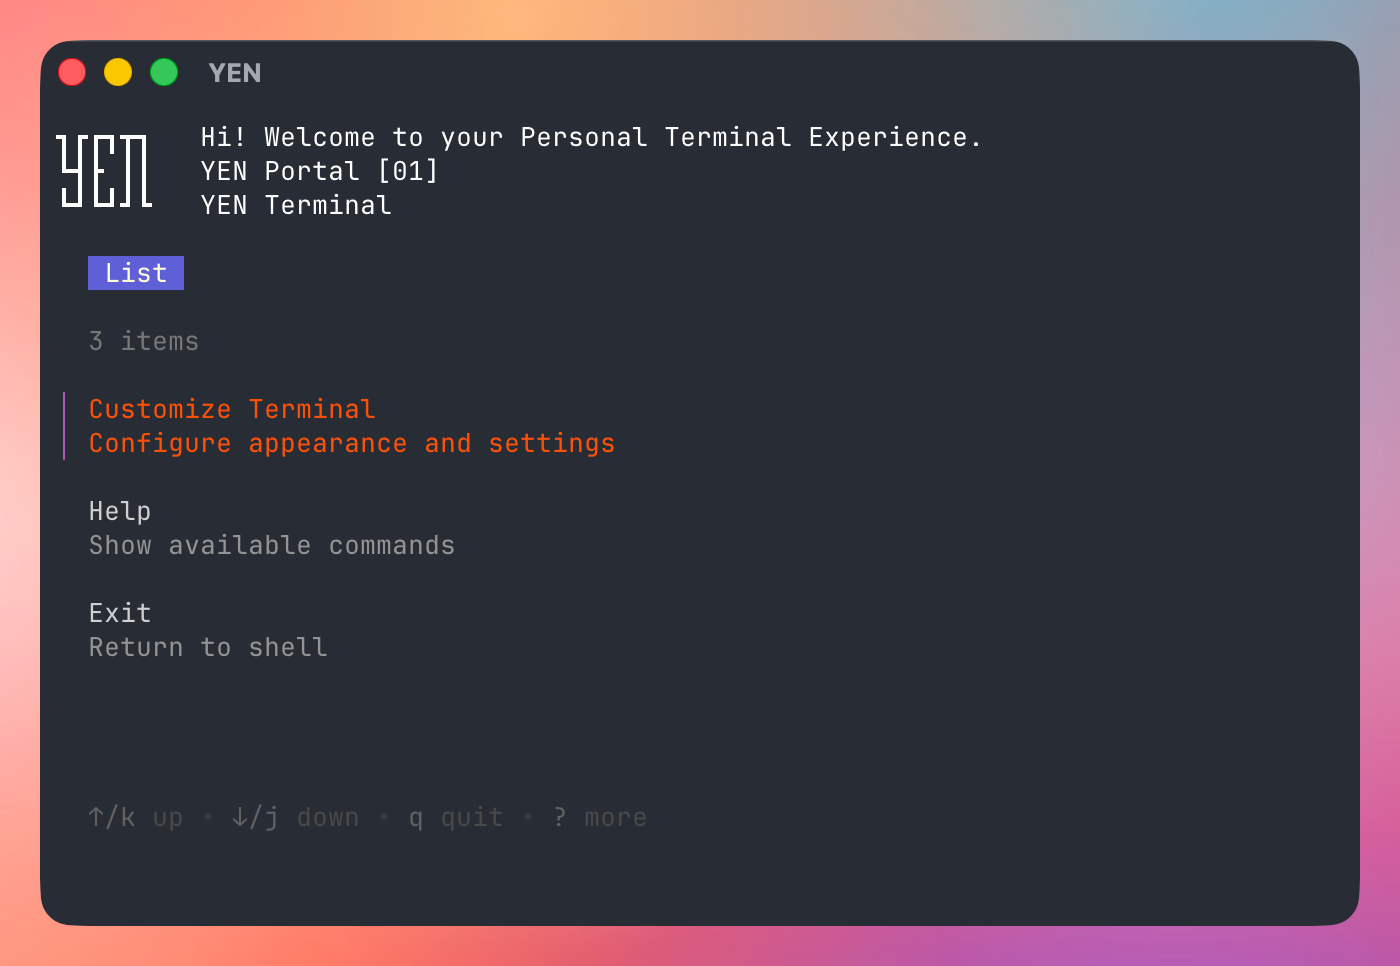 YEN
YEN
Hi! Welcome to your Personal Terminal Experience.
YEN Portal [01]
YEN Terminal
List
3 items
Customize Terminal
Configure appearance and settings
Help
Show available commands
Exit
Return to shell
↑/k up • ↓/j down • q quit • ? more